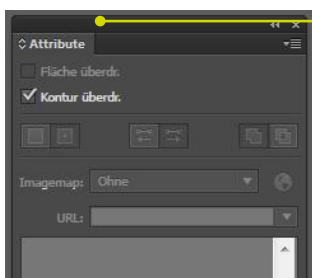 Attribute
Fläche überdr.
Kontur überdr.
Imagemap: Ohne
URL: